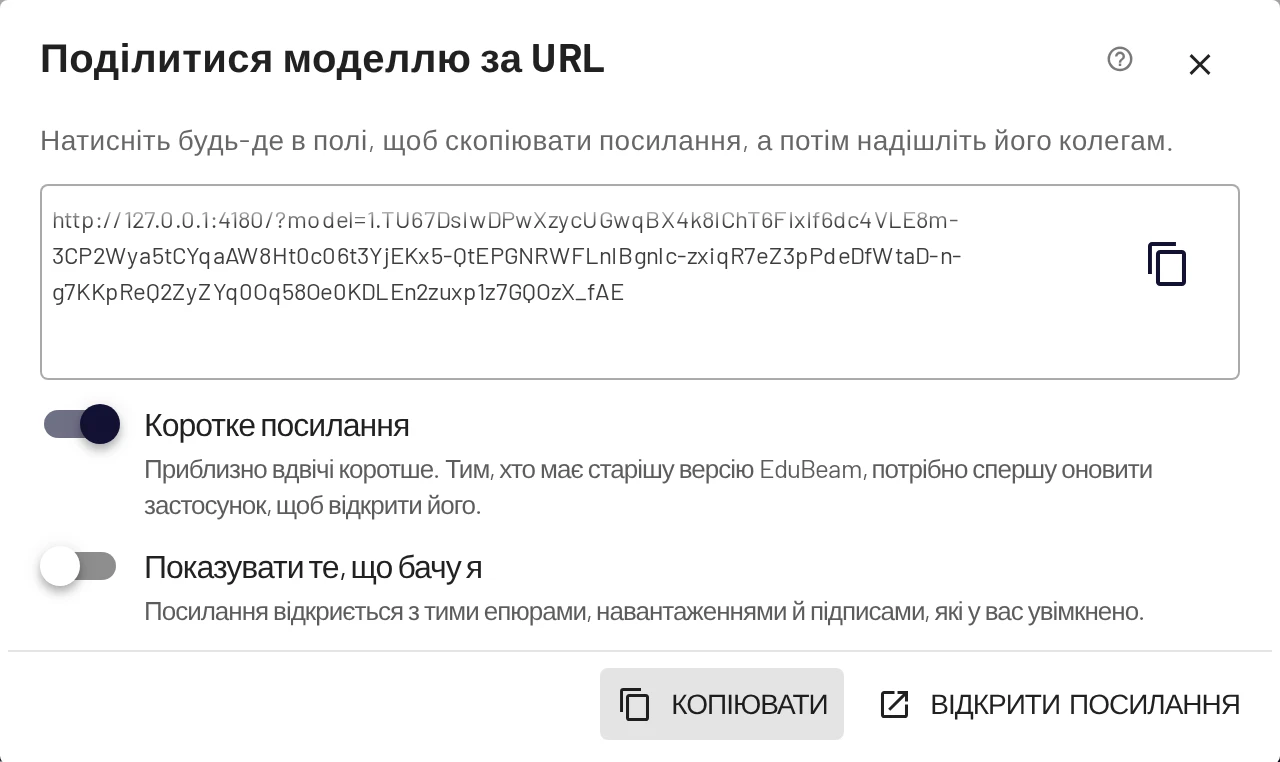 Поділитися моделлю за URL
Натисніть будь-де в полі, щоб скопіювати посилання, а потім надішліть його колегам.
http://127.0.0.1:4180/?model=1.TU67DsIwDPwXzycUGwqBX4k8lChT6FIxlf6dc4VLE8m-
3CP2Wya5tCYqaAW8Ht0c06t3YjEKx5-QtEPGNRWFLnIBgnlc-zxiqR7eZ3pPdeDfWtaD-n-
g7KKpReQ2ZyZYq0Oq58Oe0KDLEn2zuxp1z7GQOzX_fAE
Коротке посилання
Приблизно вдвічі коротше. Тим, хто має старішу версію EduBeam, потрібно спершу оновити
застосунок, щоб відкрити його.
Показувати те, що бачу я
Посилання відкриється з тими епюрами, навантаженнями й підписами, які у вас увімкнено.
КОПІЮВАТИ
ВІДКРИТИ ПОСИЛАННЯ